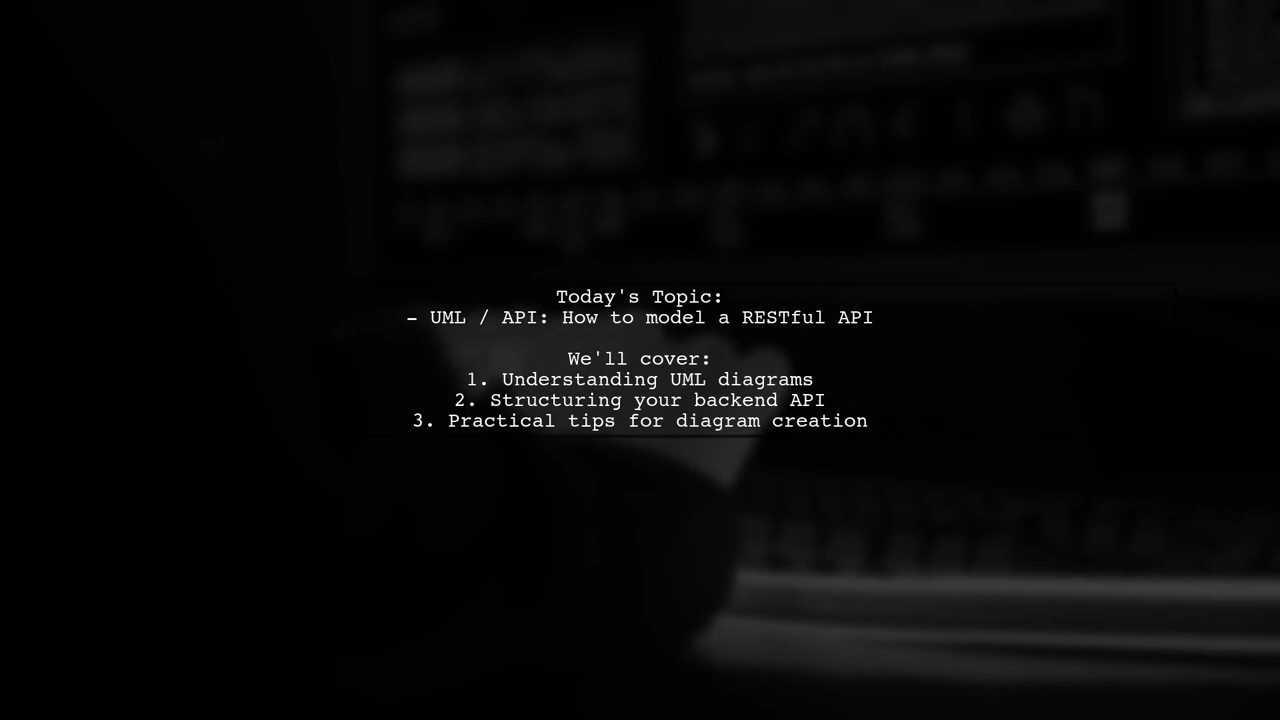 Today's Topic:
- UML / API: How to model a RESTful API
We'll cover:
1. Understanding UML diagrams
2. Structuring your backend API
3. Practical tips for diagram creation